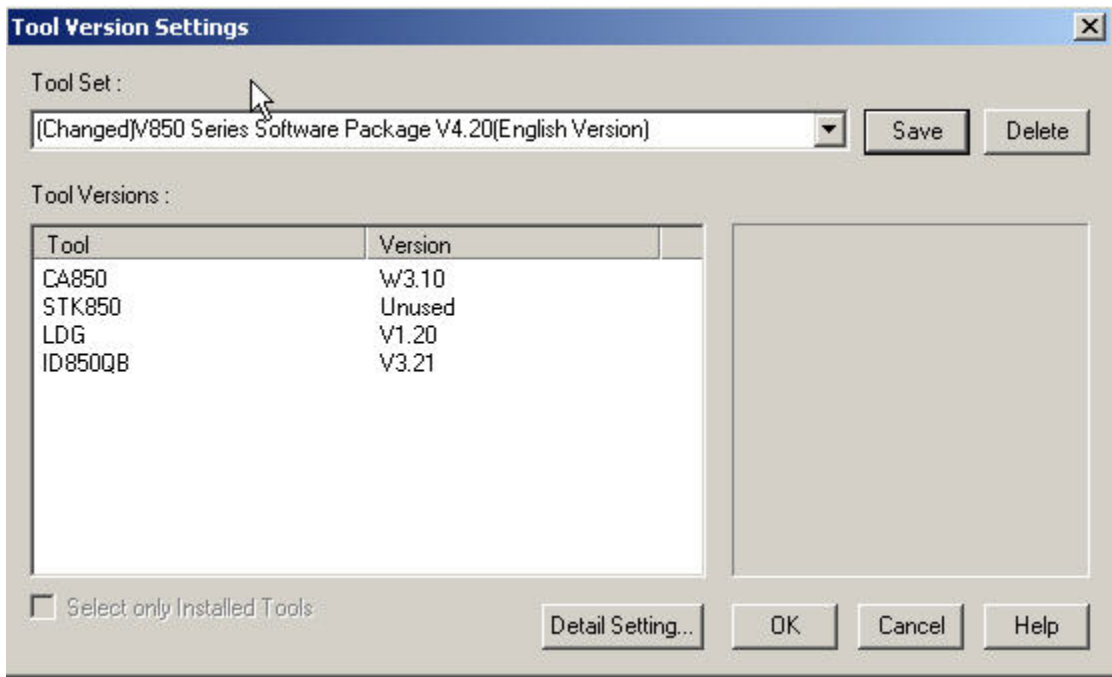 Tool Version Settings
Tool Set :
(Changed)V850 Series Software Package V4.20(English Version)
Save
Delete
Tool Versions :
Tool Version
CA850 W3.10
STK850 Unused
LDG V1.20
ID850QB V3.21
Select only Installed Tools
Detail Setting...
OK
Cancel
Help